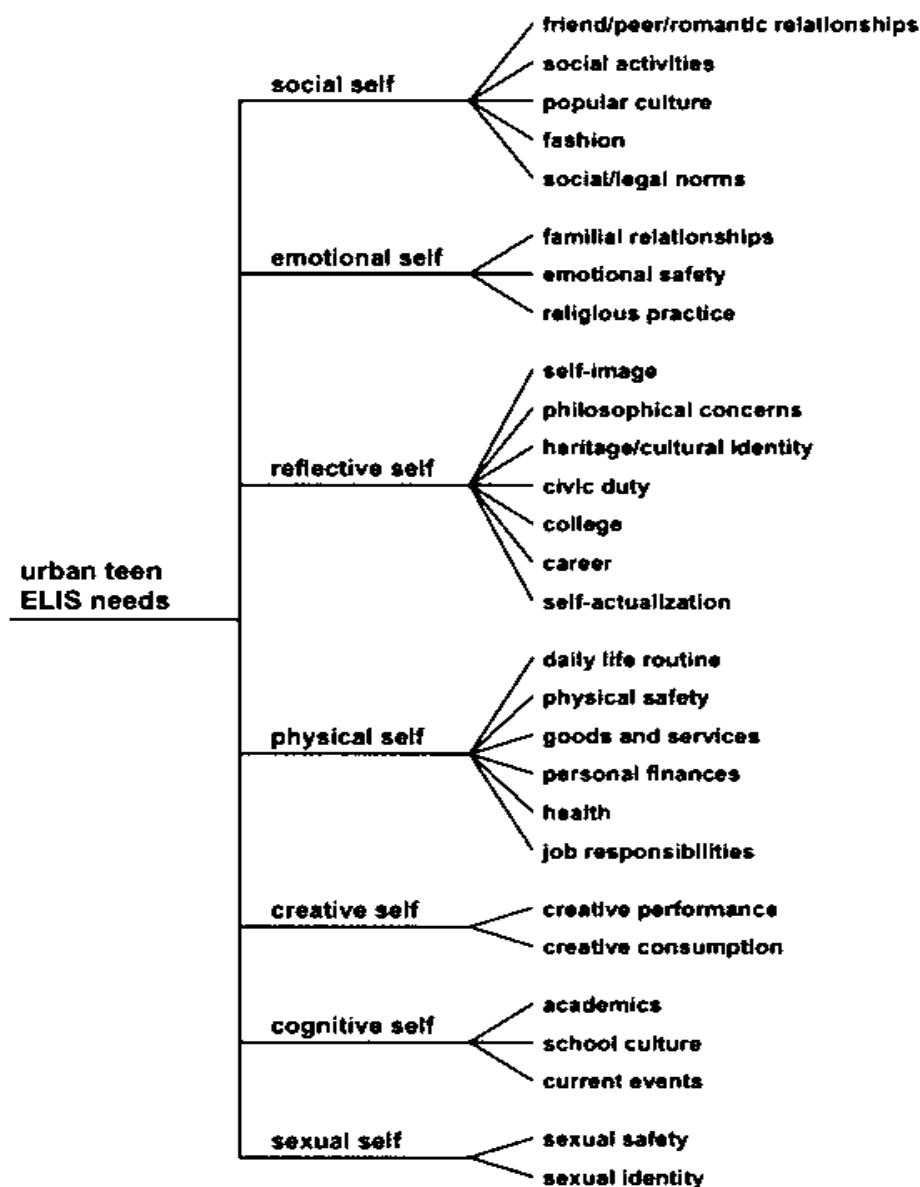 friend/peer/romantic relationships
social activities
social self
popular culture
fashion
social/legal norms
familial relationships
emotional self
emotional safety
religious practice
self-image
philosophical concerns
heritage/cultural identity
reflective self
civic duty
college
career
self-actualization
urban teen
ELIS needs
daily life routine
physical safety
physical self
goods and services
personal finances
health
job responsibilities
creative self
creative performance
creative consumption
academics
cognitive self
school culture
current events
sexual self
sexual safety
sexual identity